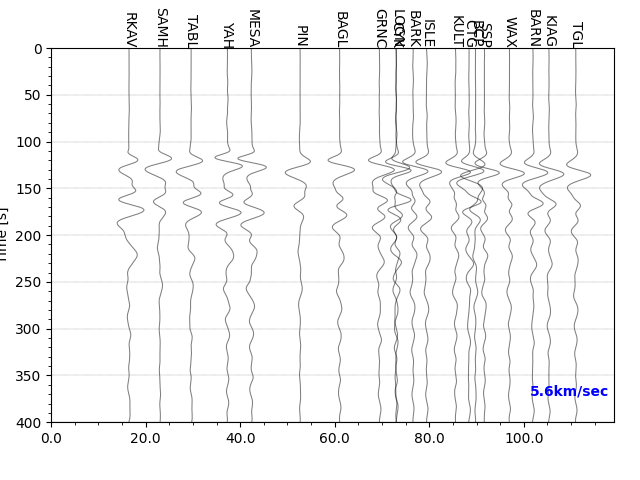 RKAV SAMH TABL YAH MESA PIN BAGL GRNC BARK ISLE KULT CTG SSP WAX BARN KIAG TGL
0
50
100
150
200
250
300
350
400
Time [s]
5.6km/sec
0.0 20.0 40.0 60.0 80.0 100.0